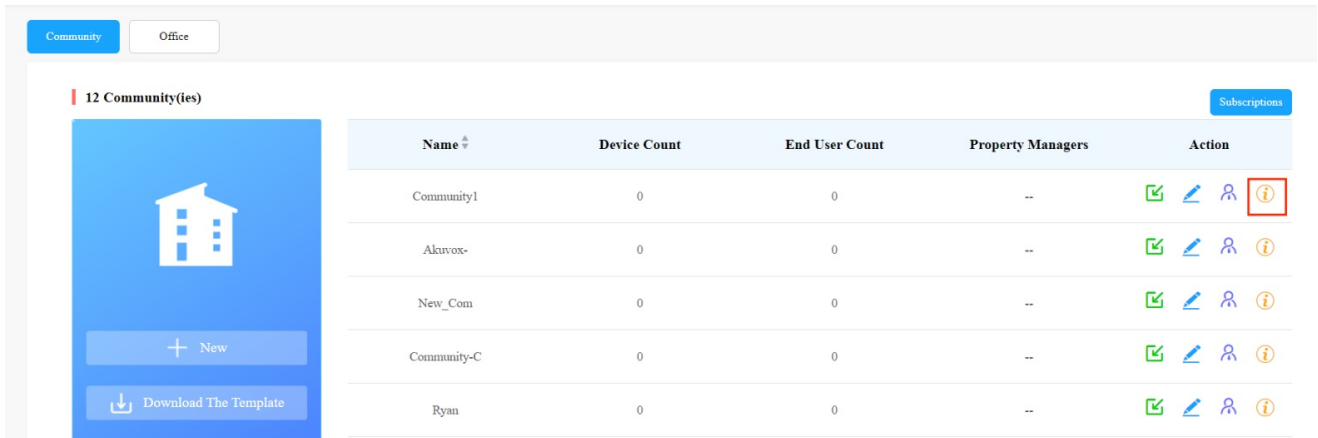 Community Office
12 Community(ies)
Subscriptions
Name Device Count End User Count Property Managers Action
Community1 0 0 --
Akuvox- 0 0 --
New_Com 0 0 --
Community-C 0 0 --
Ryan 0 0 --
New
Download The Template